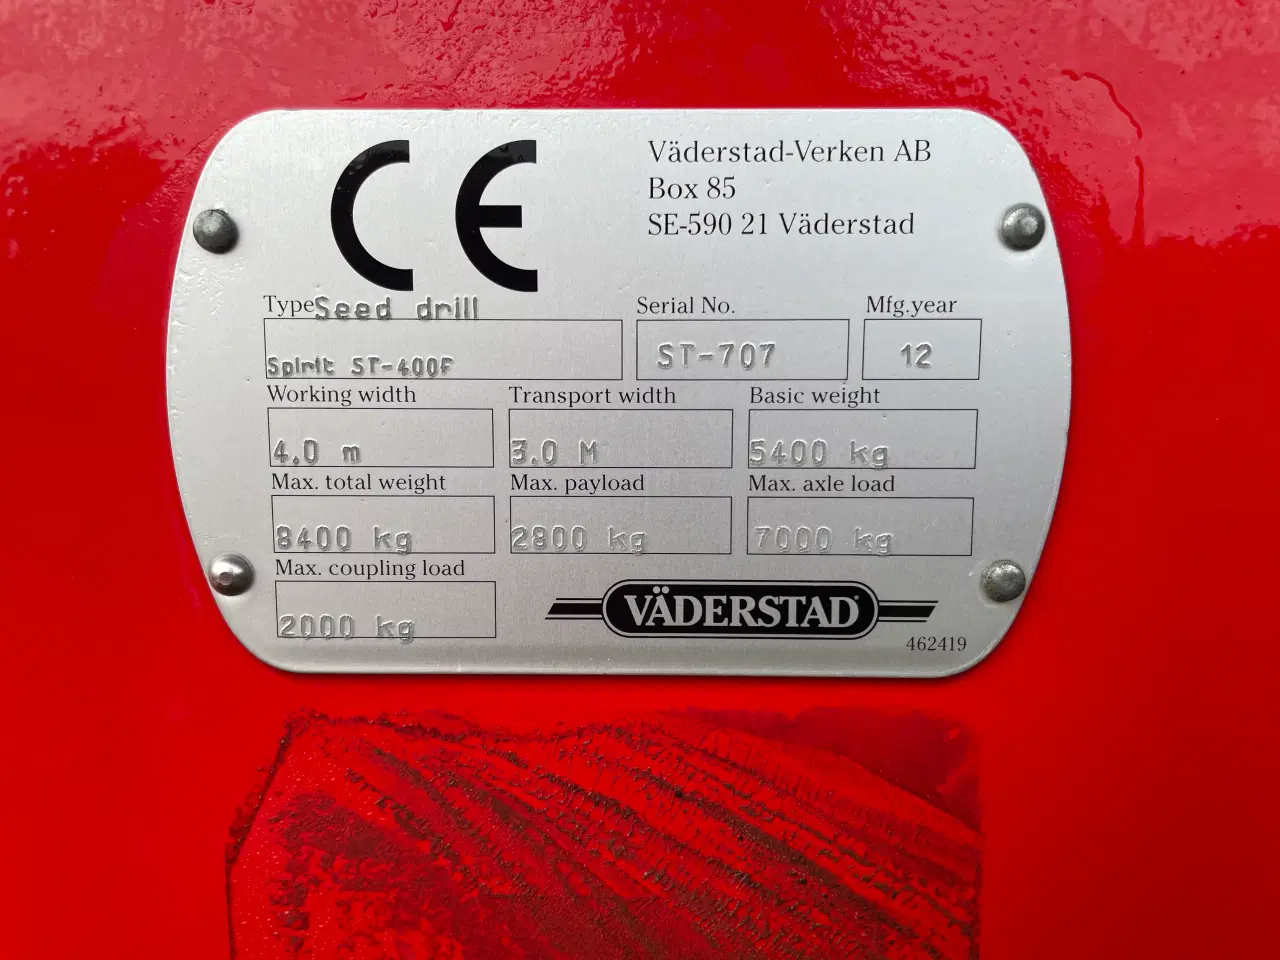 CE
Väderstad-Verken AB
Box 85
SE-590 21 Väderstad
Type Seed drill
Spirit ST-400F
Serial No.
ST-707
Mfg.year
12
Working width
4.0 m
Transport width
3.0 M
Basic weight
5400 kg
Max. total weight
8400 kg
Max. payload
2800 kg
Max. axle load
7000 kg
Max. coupling load
2000 kg
VÄDERSTAD
462419